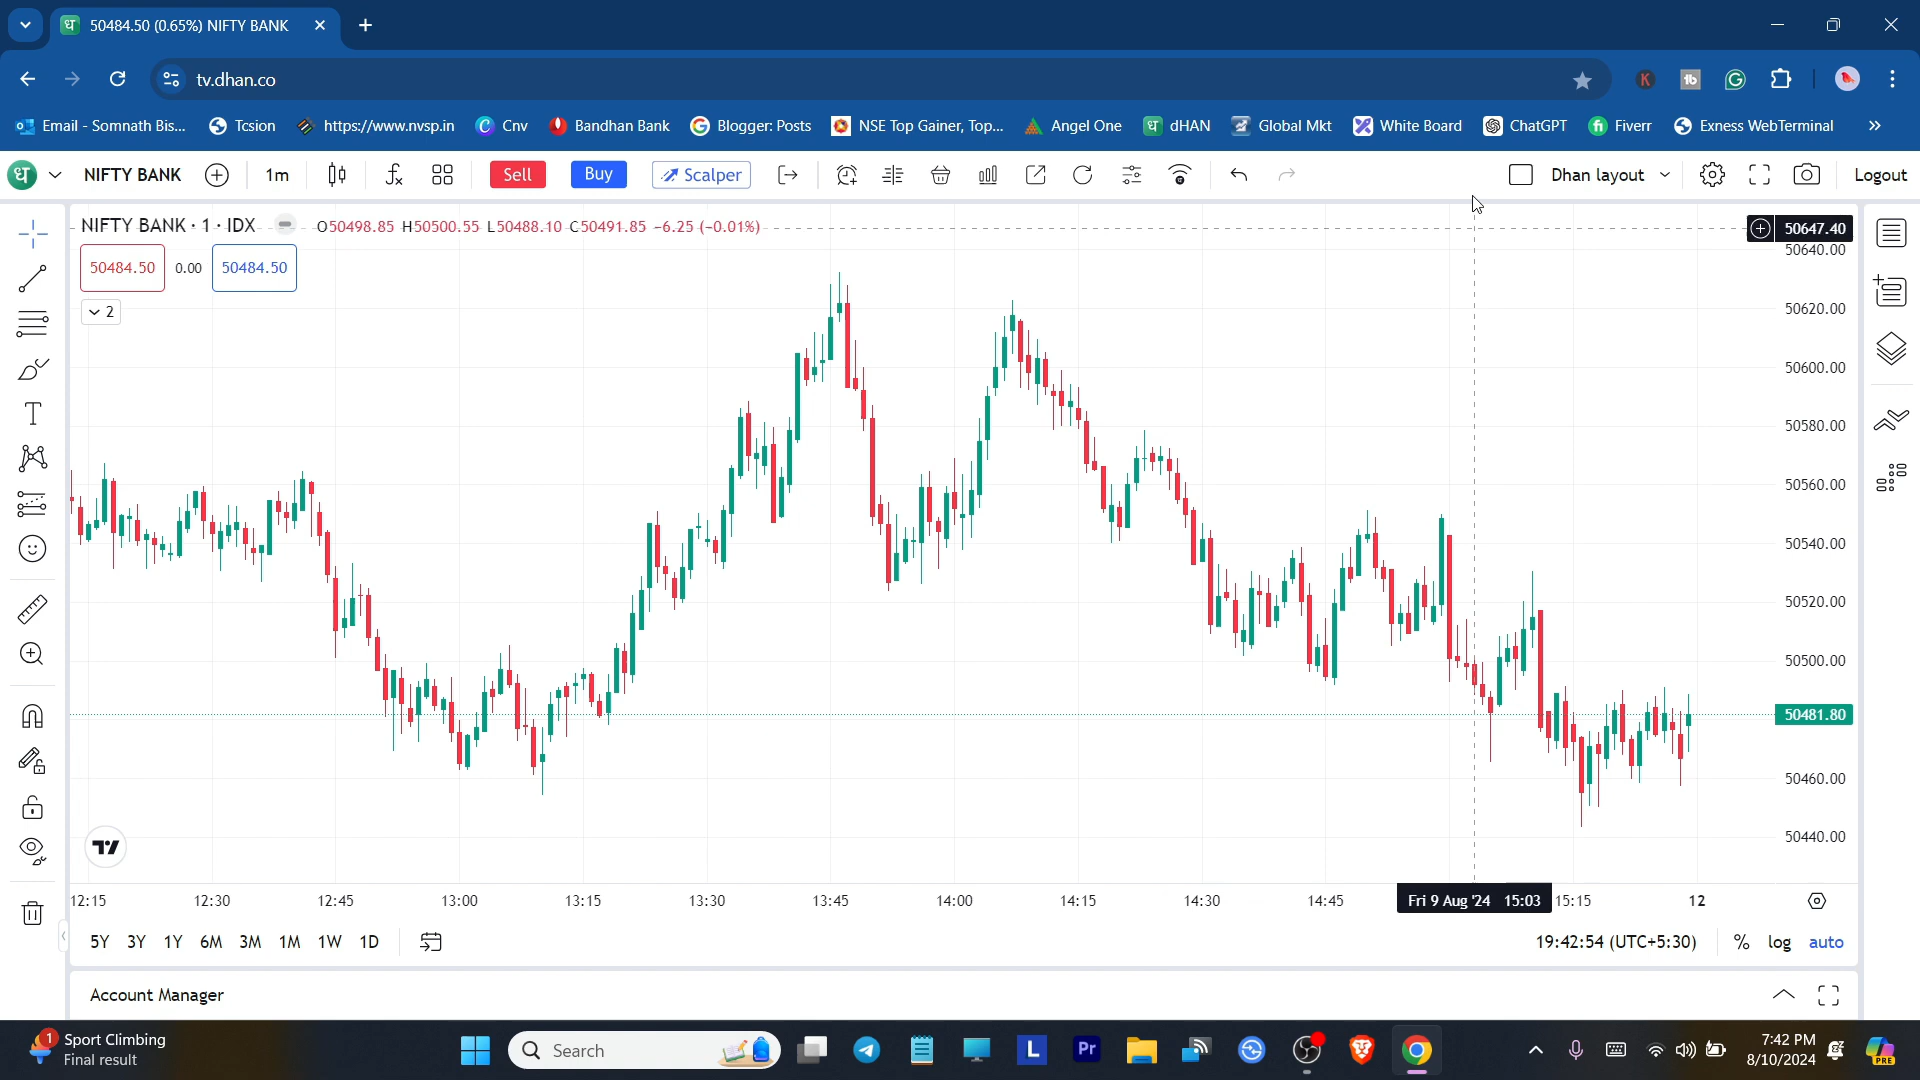 धा 50484.50 (0.65%) NIFTY BANK
tv.dhan.co
K tb G
Email - Somnath Bis... Tcsion https://www.nvsp.in Cnv Bandhan Bank Blogger: Posts NSE Top Gainer, Top... Angel One dHAN Global Mkt White Board ChatGPT Fiverr Exness WebTerminal »
NIFTY BANK 1m Sell Buy Scalper Dhan layout Logout
NIFTY BANK · 1 · IDX O50498.85 H50500.55 L50488.10 C50491.85 -6.25 (-0.01%)
50647.40
50640.00
50484.50 0.00 50484.50
2
50620.00
50600.00
50580.00
50560.00
50540.00
50520.00
50500.00
50481.80
50460.00
50440.00
12:15 12:30 12:45 13:00 13:15 13:30 13:45 14:00 14:15 14:30 14:45 Fri 9 Aug '24 15:03 15:15 12
5Y 3Y 1Y 6M 3M 1M 1W 1D 19:42:54 (UTC+5:30) % log auto
Account Manager
1 Sport Climbing
Final result
Search
L Pr
7:42 PM
8/10/2024
PRE